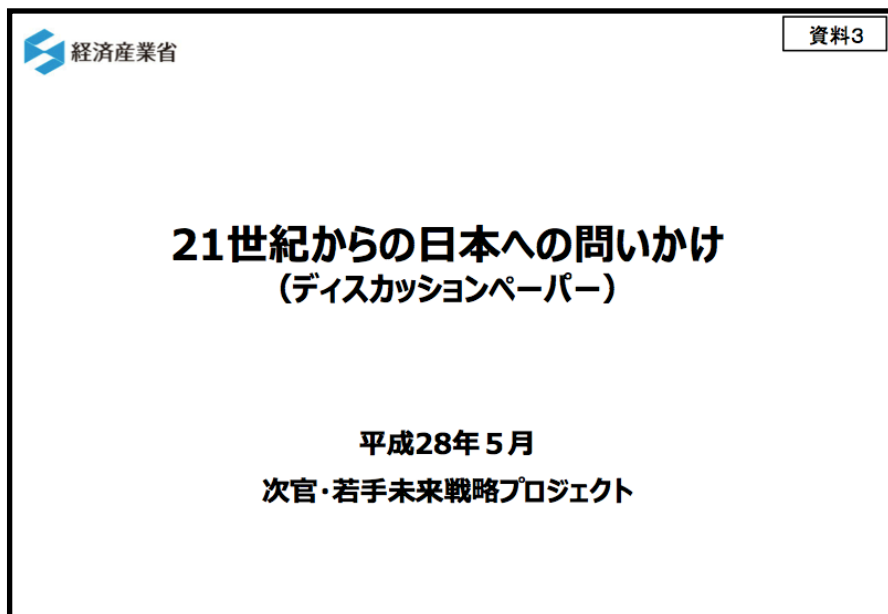 経済産業省
資料3
21世紀からの日本への問いかけ
（ディスカッションペーパー）
平成28年５月
次官・若手未来戦略プロジェクト